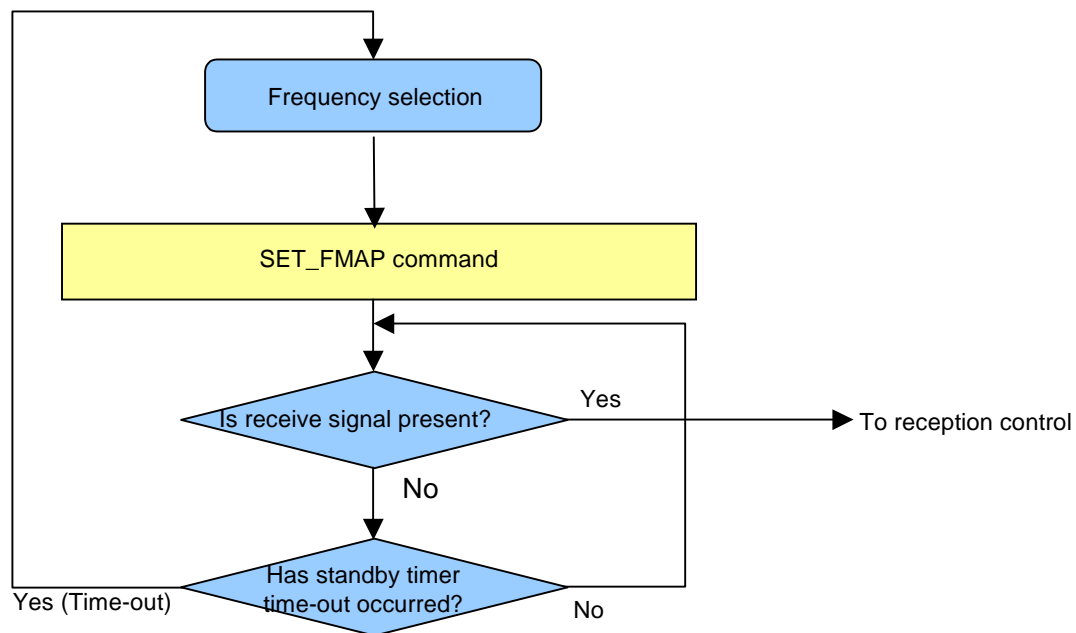 Frequency selection
SET_FMAP command
Is receive signal present?
Yes
To reception control
No
Has standby timer
time-out occurred?
Yes (Time-out)
No